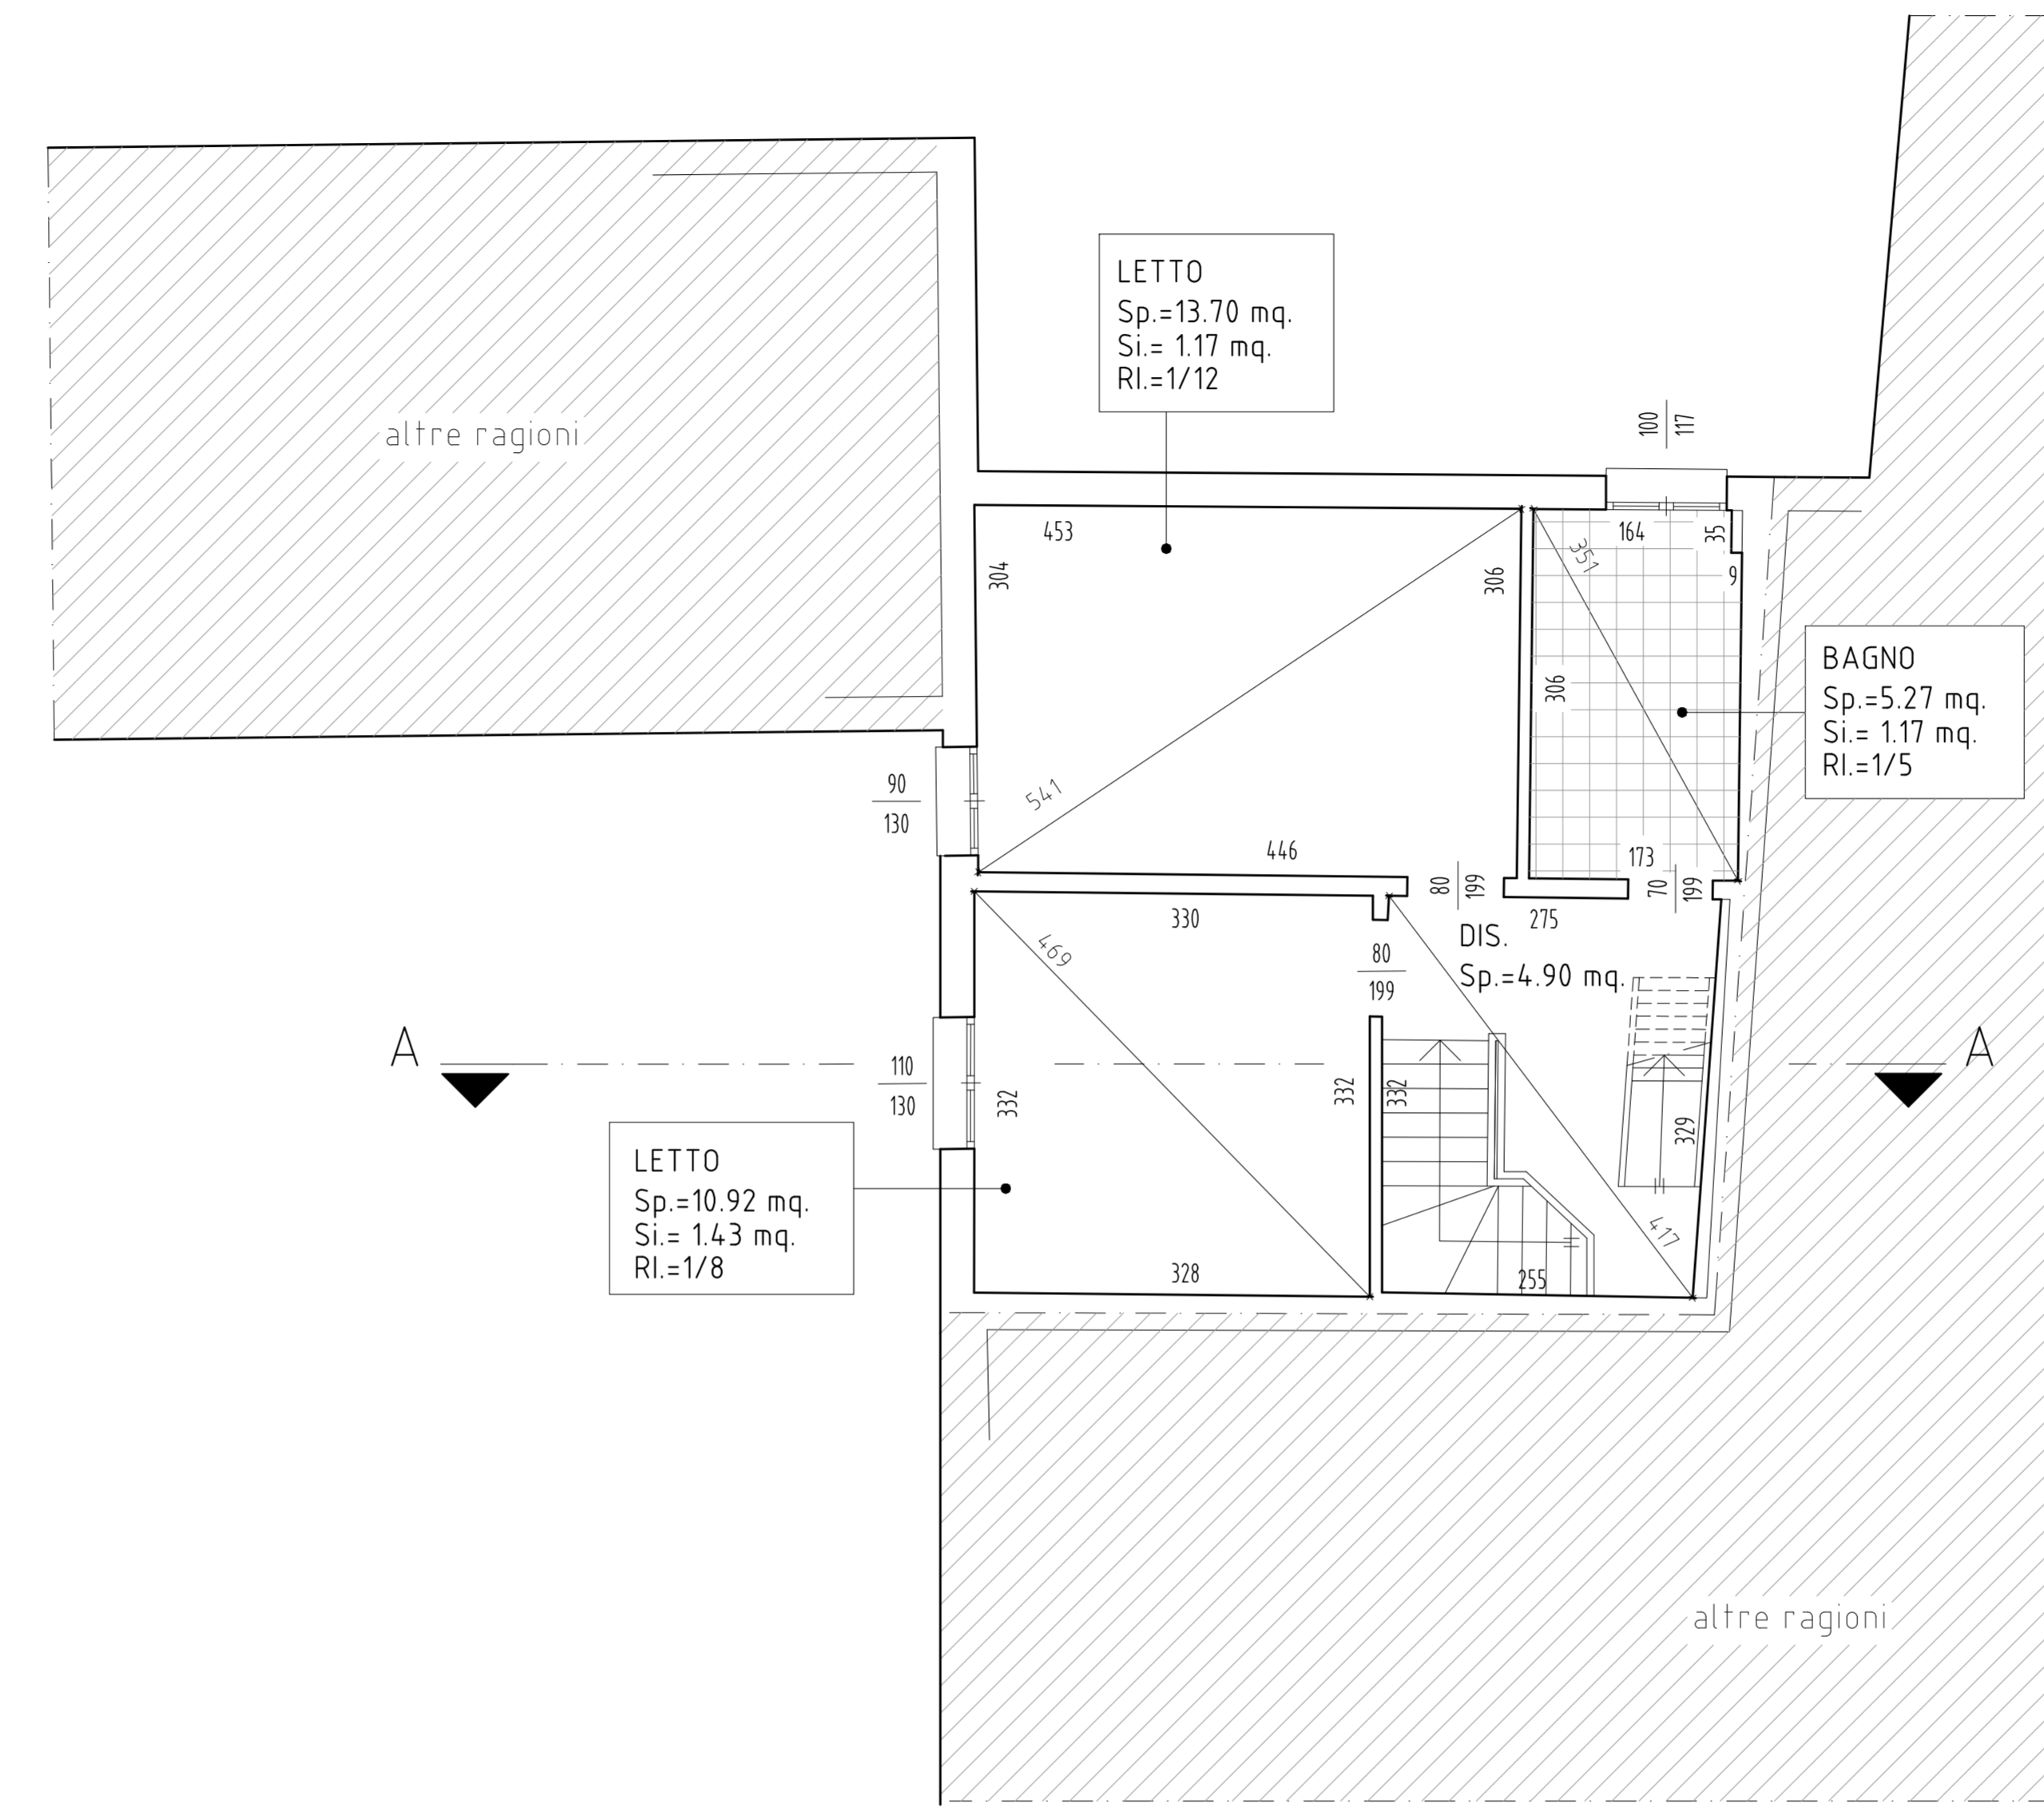 LETTO
Sp.=13.70 mq.
Si.= 1.17 mq.
RI.=1/12
altre ragioni
100
117
453
304
306
164
35
351
9
306
BAGNO
Sp.=5.27 mq.
Si.= 1.17 mq.
RI.=1/5
90
130
541
446
173
80
199
70
199
330
275
469
DIS.
Sp.=4.90 mq.
80
199
A
A
110
130
332
332
332
329
LETTO
Sp.=10.92 mq.
Si.= 1.43 mq.
RI.=1/8
417
328
255
altre ragioni